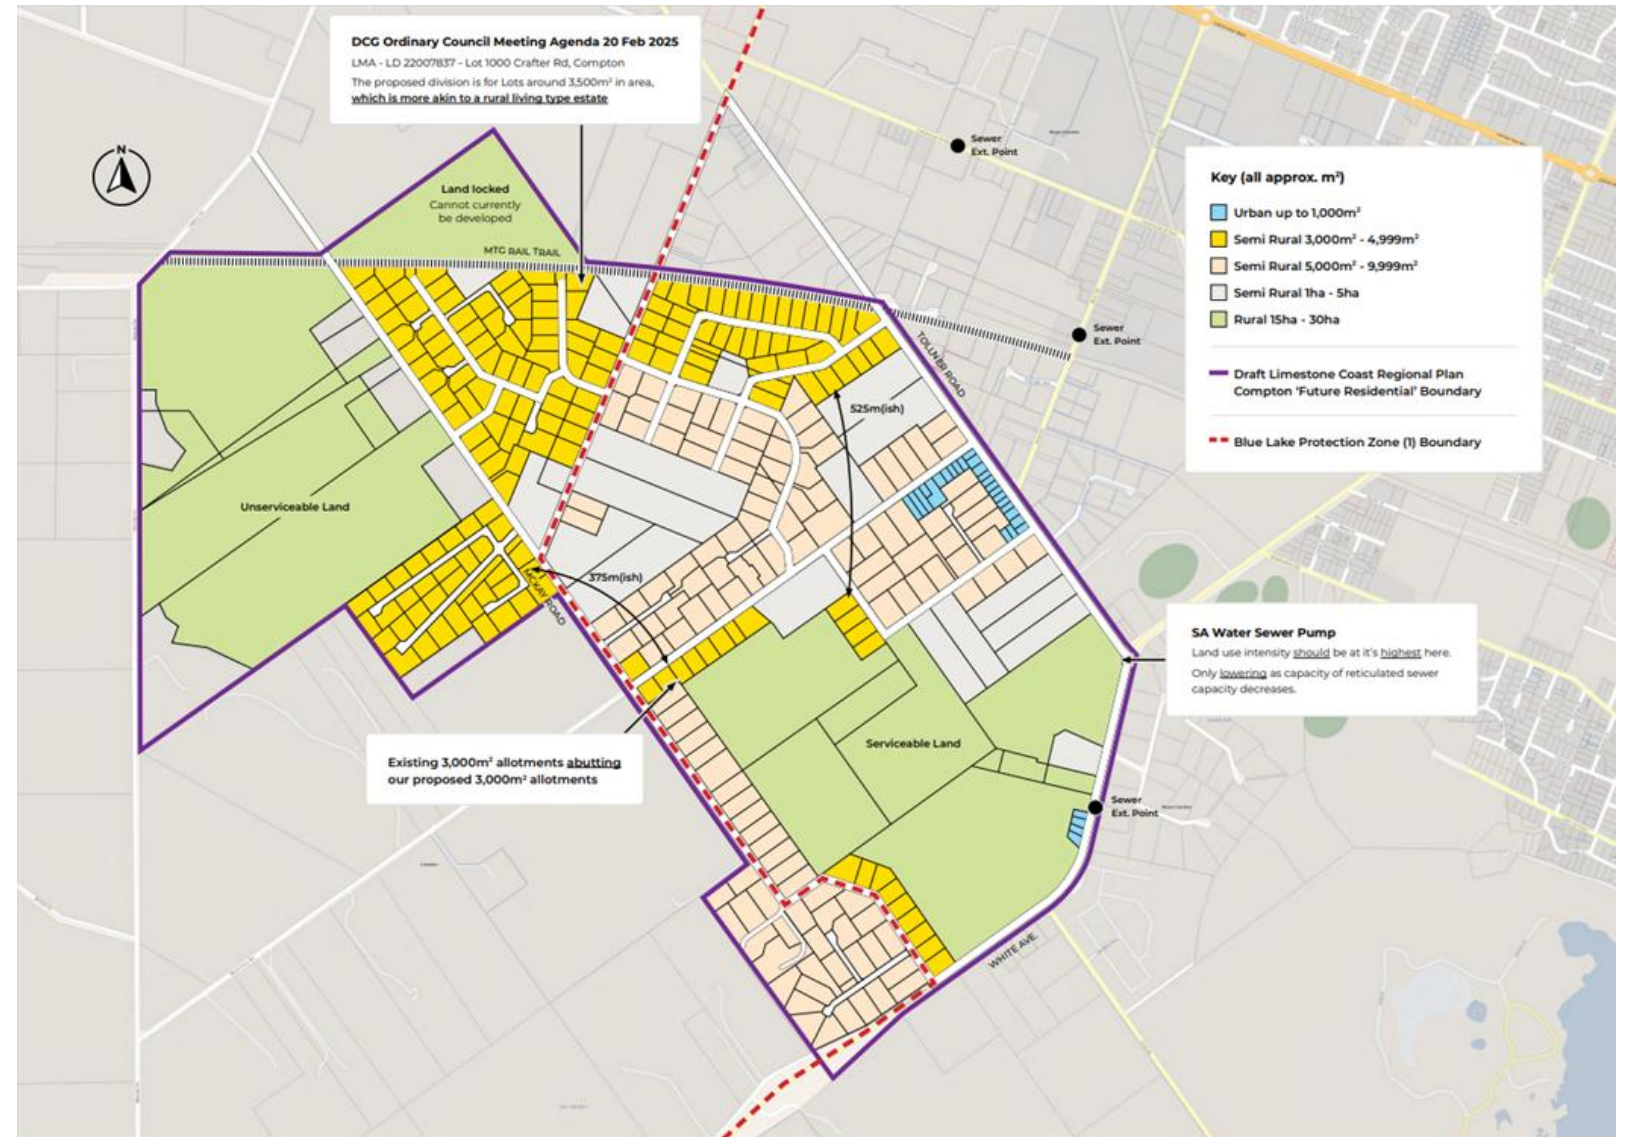 DCG Ordinary Council Meeting Agenda 20 Feb 2025
LMA - LD 22007837 - Lot 1000 Crafter Rd, Compton
The proposed division is for Lots around 3,500m² in area,
which is more akin to a rural living type estate
N
Land locked
Cannot currently
be developed
MTG RAIL TRAIL
Sewer
Ext. Point
Key (all approx. m²)
Urban up to 1,000m²
Semi Rural 3,000m² - 4,999m²
Semi Rural 5,000m² - 9,999m²
Semi Rural 1ha - 5ha
Rural 15ha - 30ha
Draft Limestone Coast Regional Plan
Compton 'Future Residential' Boundary
Blue Lake Protection Zone (1) Boundary
Sewer
Ext. Point
TOLLNER ROAD
525m(ish)
Unserviceable Land
375m(ish)
MCKAY ROAD
SA Water Sewer Pump
Land use intensity should be at it's highest here.
Only lowering as capacity of reticulated sewer
capacity decreases.
Serviceable Land
Existing 3,000m² allotments abutting
our proposed 3,000m² allotments
Sewer
Ext. Point
WHITE AVE.